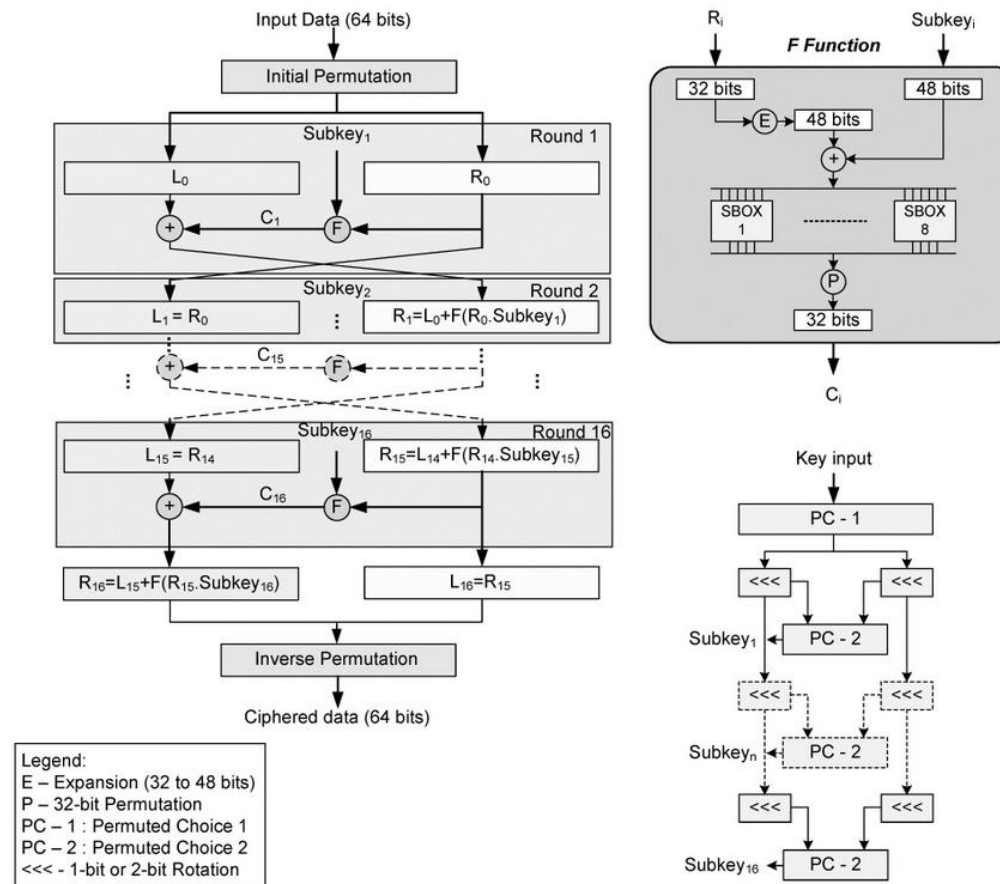 Input Data (64 bits)
Initial Permutation
Subkey₁
Round 1
L₀
R₀
+
C₁
F
Subkey₂
Round 2
L₁ = R₀
R₁=L₀+F(R₀.Subkey₁)
+
C₁₅
F
Subkey₁₆
Round 16
L₁₅ = R₁₄
R₁₅=L₁₄+F(R₁₄.Subkey₁₅)
+
C₁₆
F
R₁₆=L₁₅+F(R₁₅.Subkey₁₆)
L₁₆=R₁₅
Inverse Permutation
Ciphered data (64 bits)
Legend:
E – Expansion (32 to 48 bits)
P – 32-bit Permutation
PC – 1 : Permuted Choice 1
PC – 2 : Permuted Choice 2
<<< - 1-bit or 2-bit Rotation
Rᵢ
Subkeyᵢ
F Function
32 bits
48 bits
E
48 bits
+
SBOX
1
SBOX
8
P
32 bits
Cᵢ
Key input
PC - 1
<<<
<<<
Subkey₁
PC - 2
<<<
<<<
Subkeyₙ
PC - 2
<<<
<<<
Subkey₁₆
PC - 2